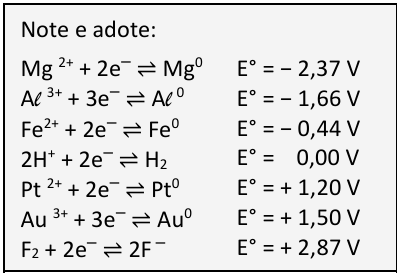 Note e adote:
Mg ²⁺ + 2e⁻ ⇌ Mg⁰ E° = − 2,37 V
Aℓ ³⁺ + 3e⁻ ⇌ Aℓ ⁰ E° = − 1,66 V
Fe²⁺ + 2e⁻ ⇌ Fe⁰ E° = − 0,44 V
2H⁺ + 2e⁻ ⇌ H₂ E° = 0,00 V
Pt ²⁺ + 2e⁻ ⇌ Pt⁰ E° = + 1,20 V
Au ³⁺ + 3e⁻ ⇌ Au⁰ E° = + 1,50 V
F₂ + 2e⁻ ⇌ 2F⁻ E° = + 2,87 V